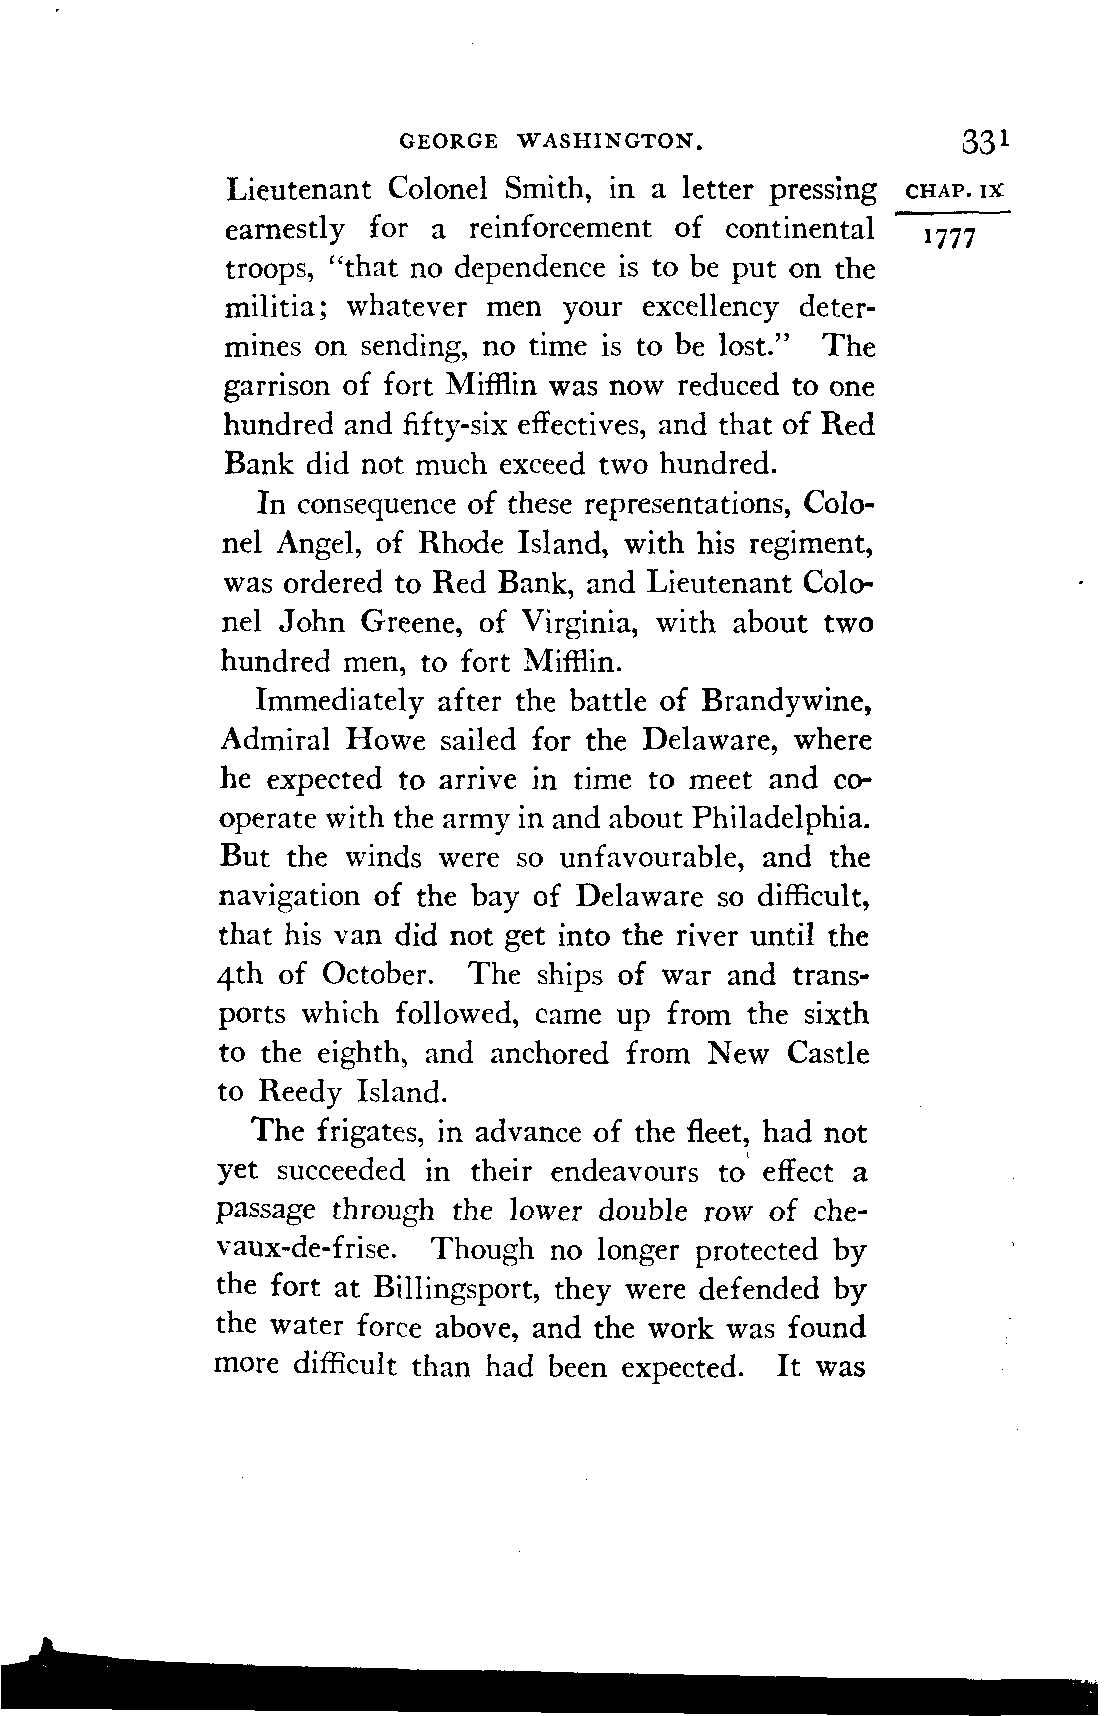 GEORGE WASHINGTON. 331
Lieutenant Colonel Smith, in a letter pressing CHAP. IX
earnestly for a reinforcement of continental 1777
troops, "that no dependence is to be put on the
militia; whatever men your excellency deter-
mines on sending, no time is to be lost." The
garrison of fort Mifflin was now reduced to one
hundred and fifty-six effectives, and that of Red
Bank did not much exceed two hundred.
In consequence of these representations, Colo-
nel Angel, of Rhode Island, with his regiment,
was ordered to Red Bank, and Lieutenant Colo-
nel John Greene, of Virginia, with about two
hundred men, to fort Mifflin.
Immediately after the battle of Brandywine,
Admiral Howe sailed for the Delaware, where
he expected to arrive in time to meet and co-
operate with the army in and about Philadelphia.
But the winds were so unfavourable, and the
navigation of the bay of Delaware so difficult,
that his van did not get into the river until the
4th of October. The ships of war and trans-
ports which followed, came up from the sixth
to the eighth, and anchored from New Castle
to Reedy Island.
The frigates, in advance of the fleet, had not
yet succeeded in their endeavours to effect a
passage through the lower double row of che-
vaux-de-frise. Though no longer protected by
the fort at Billingsport, they were defended by
the water force above, and the work was found
more difficult than had been expected. It was